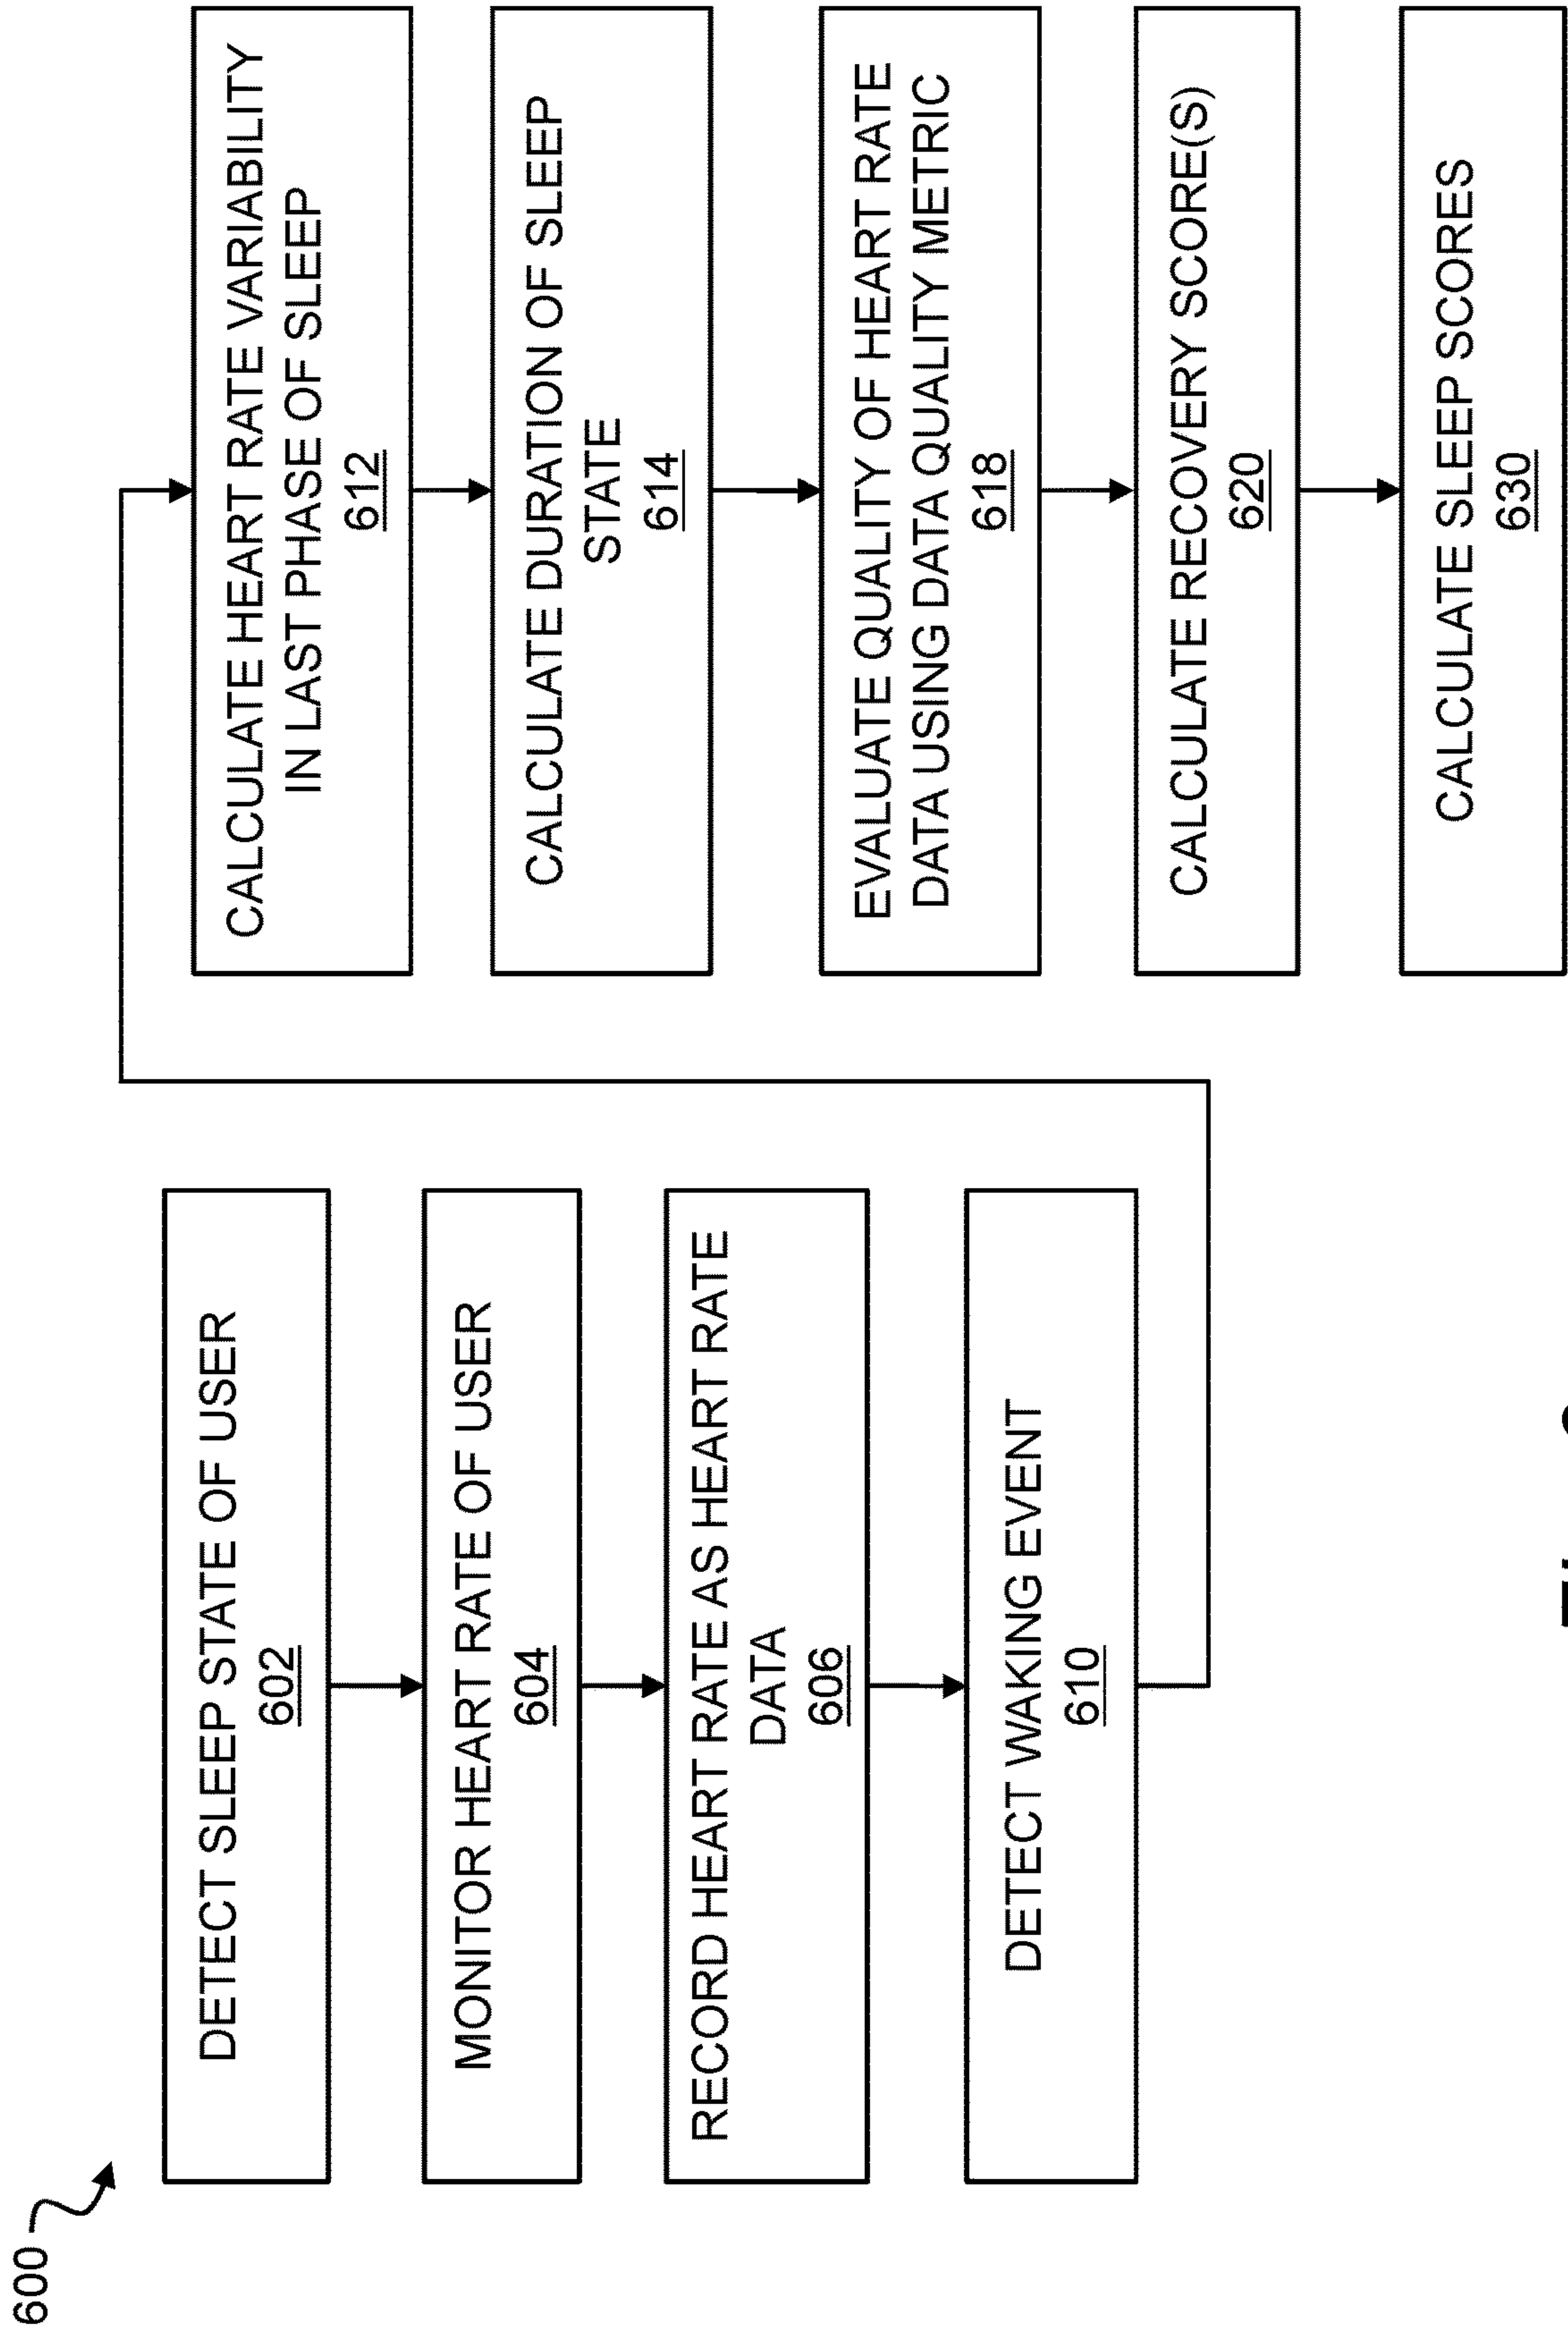 600
DETECT SLEEP STATE OF USER
602
MONITOR HEART RATE OF USER
604
RECORD HEART RATE AS HEART RATE
DATA
606
DETECT WAKING EVENT
610
CALCULATE HEART RATE VARIABILITY
IN LAST PHASE OF SLEEP
612
CALCULATE DURATION OF SLEEP
STATE
614
EVALUATE QUALITY OF HEART RATE
DATA USING DATA QUALITY METRIC
618
CALCULATE RECOVERY SCORE(S)
620
CALCULATE SLEEP SCORES
630